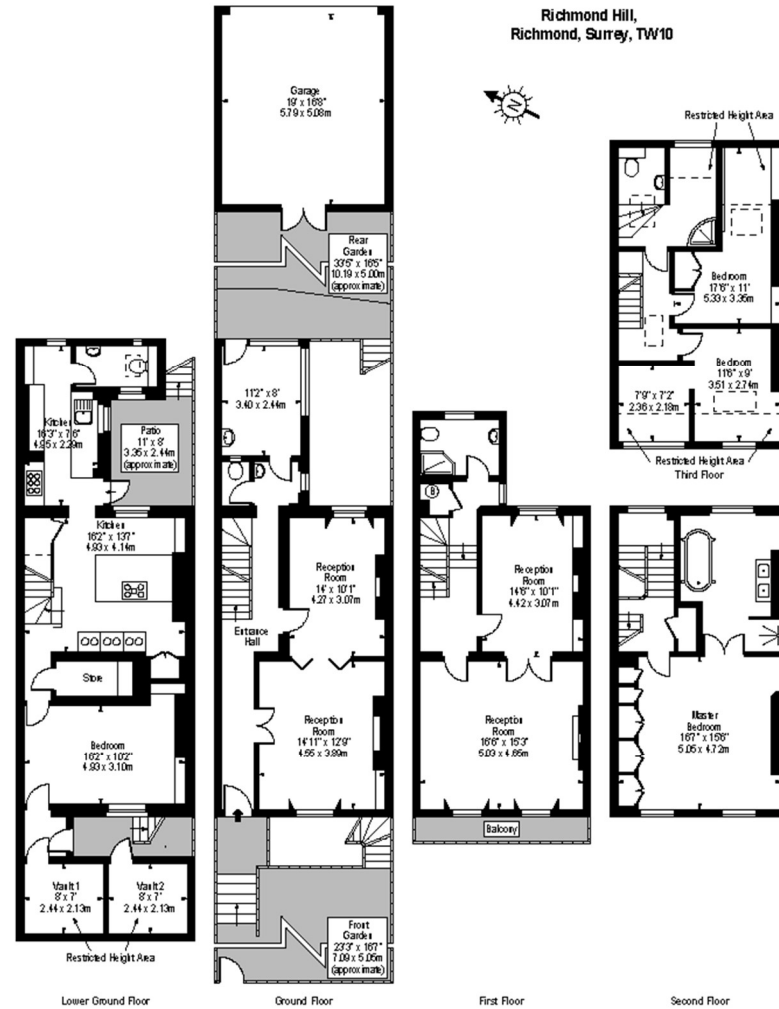 Richmond Hill,
Richmond, Surrey, TW10
N
Garage
19' x 16'8"
5.79 x 5.08m
Rear
Garden
33'5" x 16'5"
10.19 x 5.00m
(approximate)
Restricted Height Area
Bedroom
17'6" x 11'
5.33 x 3.35m
Bedroom
11'6" x 9'
3.51 x 2.74m
7'9" x 7'2"
2.36 x 2.18m
Restricted Height Area
Third Floor
Kitchen
16'3" x 7'6"
4.95 x 2.29m
Patio
11' x 8'
3.35 x 2.44m
(approximate)
Kitchen
16'2" x 13'7"
4.93 x 4.14m
Store
Bedroom
16'2" x 10'2"
4.93 x 3.10m
Vault 1
8' x 7'
2.44 x 2.13m
Vault 2
8' x 7'
2.44 x 2.13m
Restricted Height Area
Lower Ground Floor
11'2" x 8'
3.40 x 2.44m
Reception
Room
14' x 10'1"
4.27 x 3.07m
Entrance
Hall
Reception
Room
14'11" x 12'9"
4.55 x 3.89m
Front
Garden
23'3" x 16'7"
7.09 x 5.05m
(approximate)
Ground Floor
B
Reception
Room
14'6" x 10'1"
4.42 x 3.07m
Reception
Room
16'6" x 15'3"
5.03 x 4.65m
Balcony
First Floor
Master
Bedroom
16'7" x 15'6"
5.05 x 4.72m
Second Floor